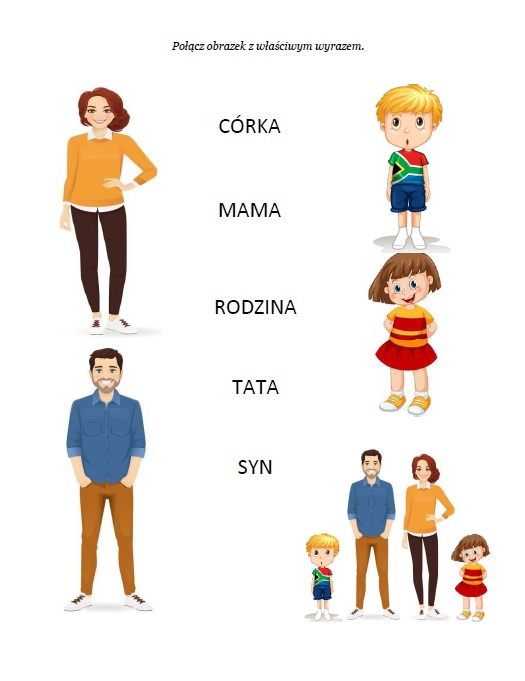 Połącz obrazek z właściwym wyrazem.
CÓRKA
MAMA
RODZINA
TATA
SYN